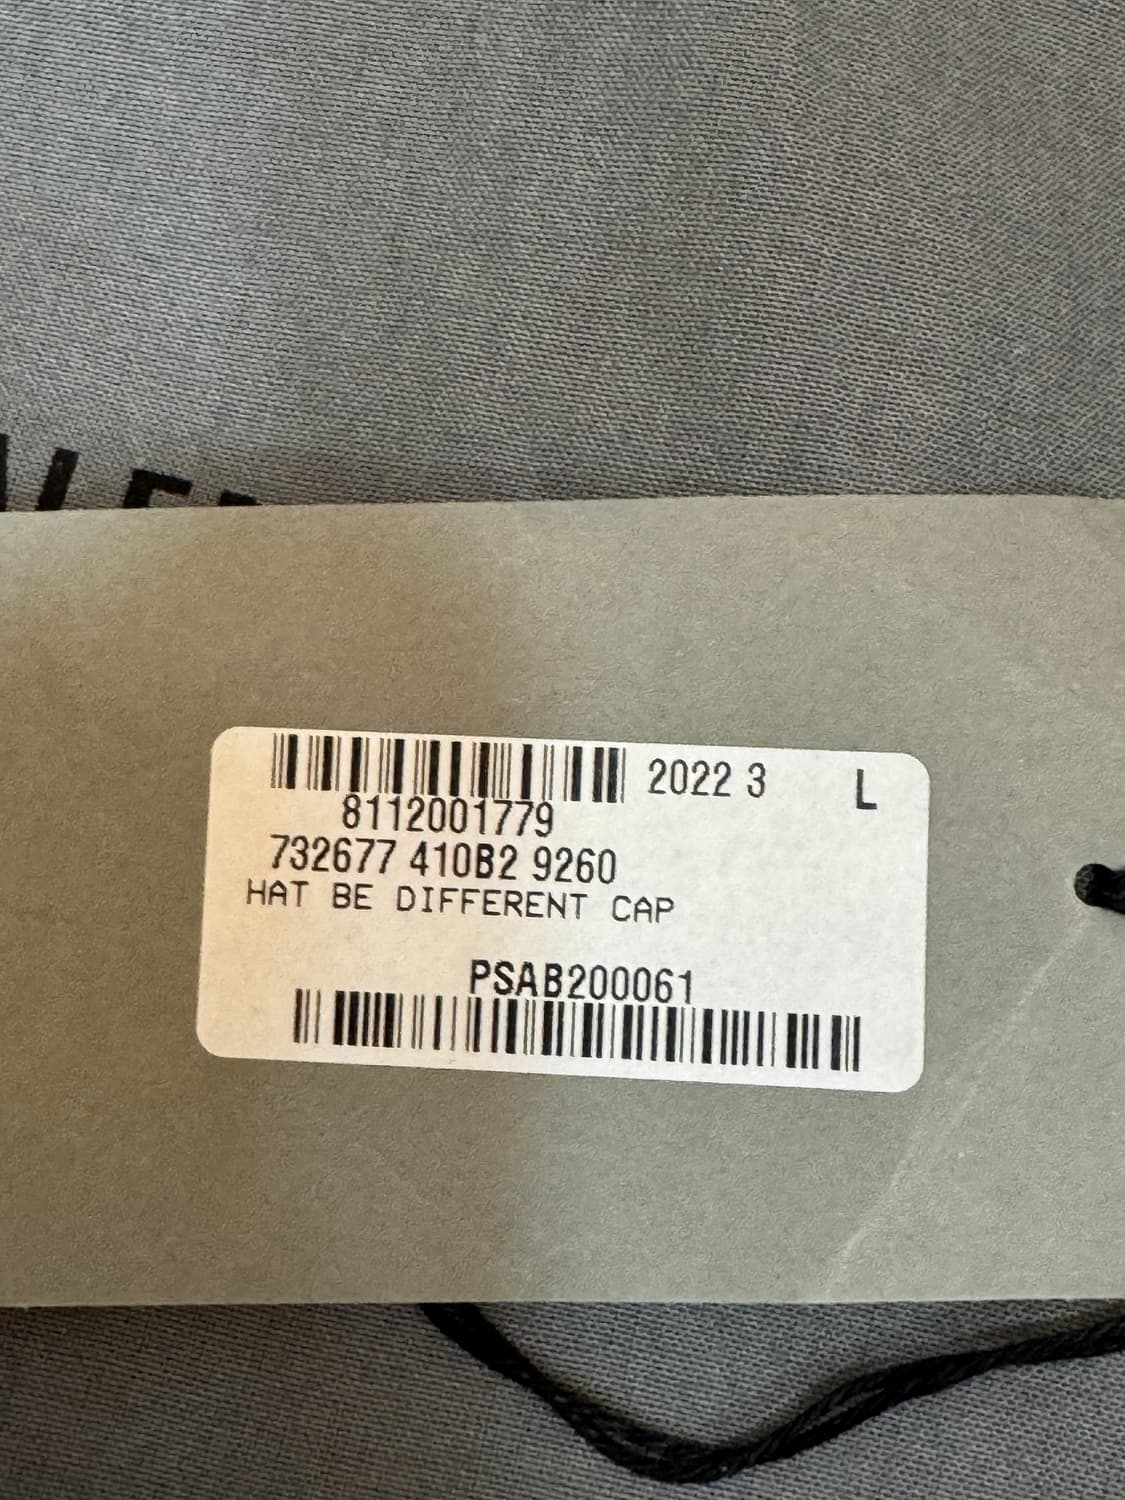 2022 3 L
8112001779
732677 410B2 9260
HAT BE DIFFERENT CAP
PSAB200061